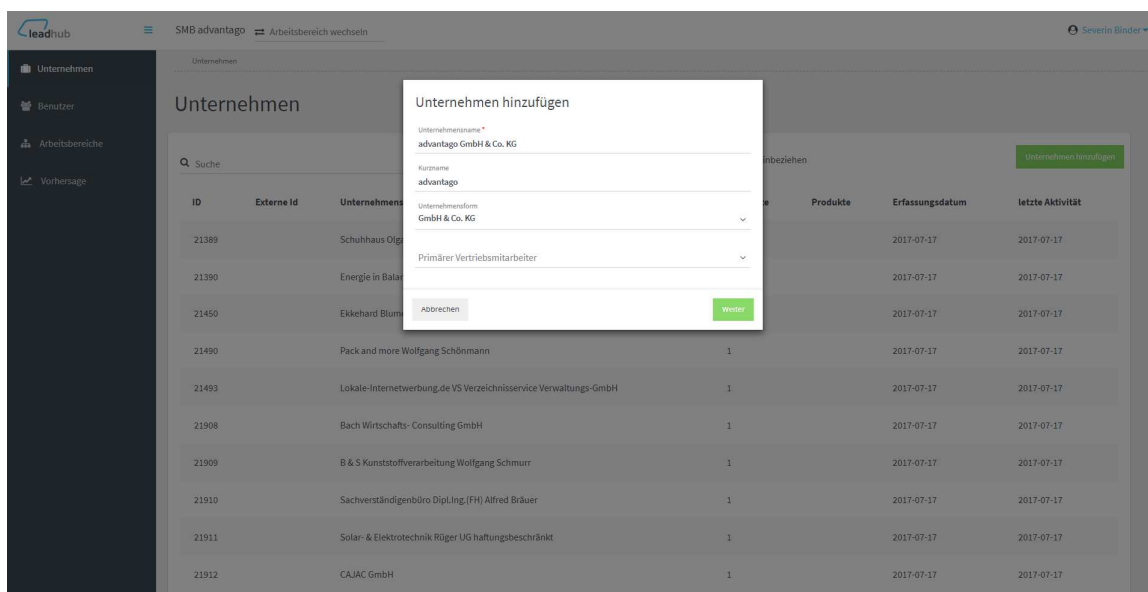 leadhub
SMB advantago Arbeitsbereich wechseln
Severin Binder
Unternehmen
Benutzer
Arbeitsbereiche
Vorhersage
Unternehmen
Unternehmen
Suche
einbeziehen
Unternehmen hinzufügen
ID Externe Id Unternehmens Produkte Erfassungsdatum letzte Aktivität
21389 Schuhhaus Olga 2017-07-17 2017-07-17
21390 Energie in Balan 2017-07-17 2017-07-17
21450 Ekkehard Blum 2017-07-17 2017-07-17
21490 Pack and more Wolfgang Schönmann 1 2017-07-17 2017-07-17
21493 Lokale-Internetwerbung.de VS Verzeichnisservice Verwaltungs-GmbH 1 2017-07-17 2017-07-17
21908 Bach Wirtschafts- Consulting GmbH 1 2017-07-17 2017-07-17
21909 B & S Kunststoffverarbeitung Wolfgang Schmurr 1 2017-07-17 2017-07-17
21910 Sachverständigenbüro Dipl.Ing.(FH) Alfred Bräuer 1 2017-07-17 2017-07-17
21911 Solar- & Elektrotechnik Rüger UG haftungsbeschränkt 1 2017-07-17 2017-07-17
21912 CAJAC GmbH 1 2017-07-17 2017-07-17
Unternehmen hinzufügen
Unternehmensname *
advantago GmbH & Co. KG
Kurzname
advantago
Unternehmensform
GmbH & Co. KG
Primärer Vertriebsmitarbeiter
Abbrechen
Weiter